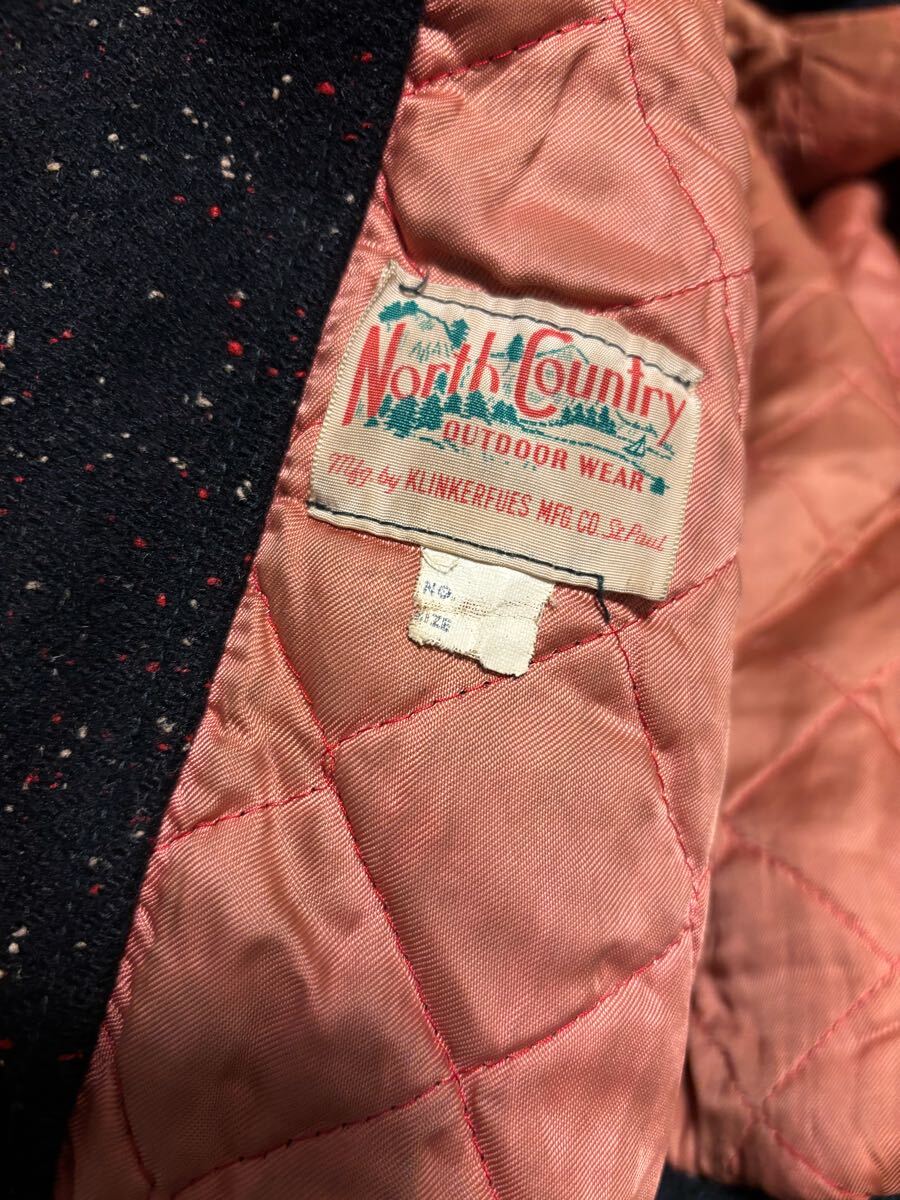 North Country
OUTDOOR WEAR
Mfg. by KLINKERFUES MFG. CO. St. Paul
NO.
SIZE